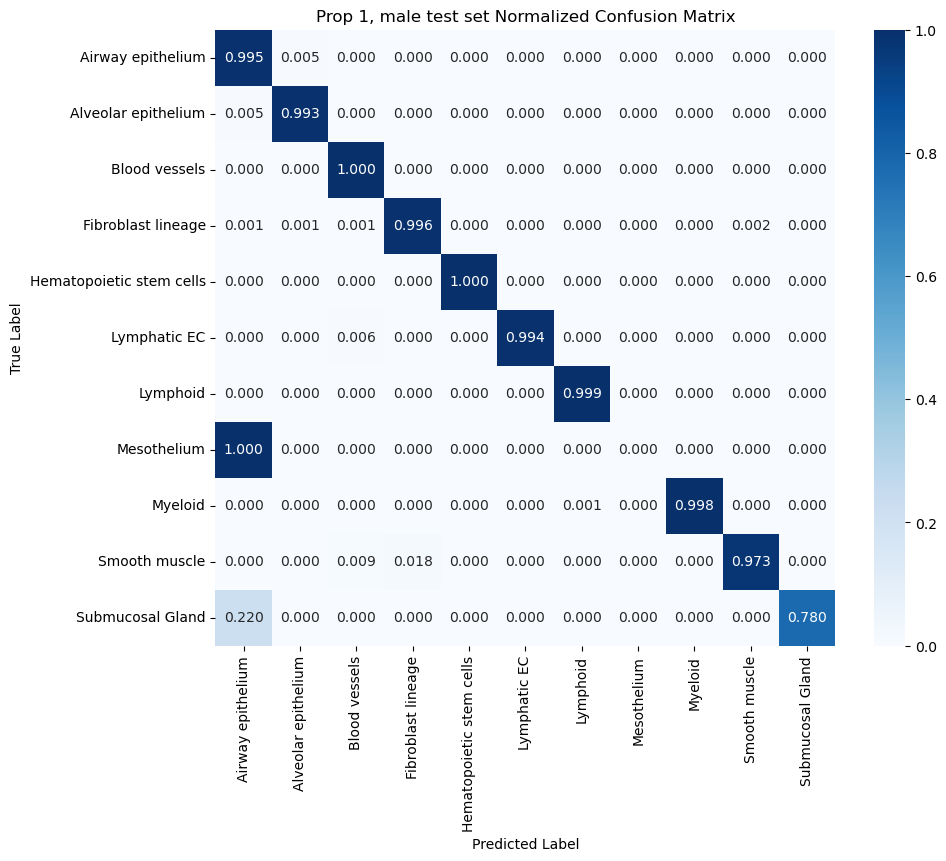 Prop 1, male test set Normalized Confusion Matrix
True Label
Airway epithelium 0.995 0.005 0.000 0.000 0.000 0.000 0.000 0.000 0.000 0.000 0.000
Alveolar epithelium 0.005 0.993 0.000 0.000 0.000 0.000 0.000 0.000 0.000 0.000 0.000
Blood vessels 0.000 0.000 1.000 0.000 0.000 0.000 0.000 0.000 0.000 0.000 0.000
Fibroblast lineage 0.001 0.001 0.001 0.996 0.000 0.000 0.000 0.000 0.000 0.002 0.000
Hematopoietic stem cells 0.000 0.000 0.000 0.000 1.000 0.000 0.000 0.000 0.000 0.000 0.000
Lymphatic EC 0.000 0.000 0.006 0.000 0.000 0.994 0.000 0.000 0.000 0.000 0.000
Lymphoid 0.000 0.000 0.000 0.000 0.000 0.000 0.999 0.000 0.000 0.000 0.000
Mesothelium 1.000 0.000 0.000 0.000 0.000 0.000 0.000 0.000 0.000 0.000 0.000
Myeloid 0.000 0.000 0.000 0.000 0.000 0.000 0.001 0.000 0.998 0.000 0.000
Smooth muscle 0.000 0.000 0.009 0.018 0.000 0.000 0.000 0.000 0.000 0.973 0.000
Submucosal Gland 0.220 0.000 0.000 0.000 0.000 0.000 0.000 0.000 0.000 0.000 0.780
Airway epithelium
Alveolar epithelium
Blood vessels
Fibroblast lineage
Hematopoietic stem cells
Lymphatic EC
Lymphoid
Mesothelium
Myeloid
Smooth muscle
Submucosal Gland
Predicted Label
1.0
0.8
0.6
0.4
0.2
0.0